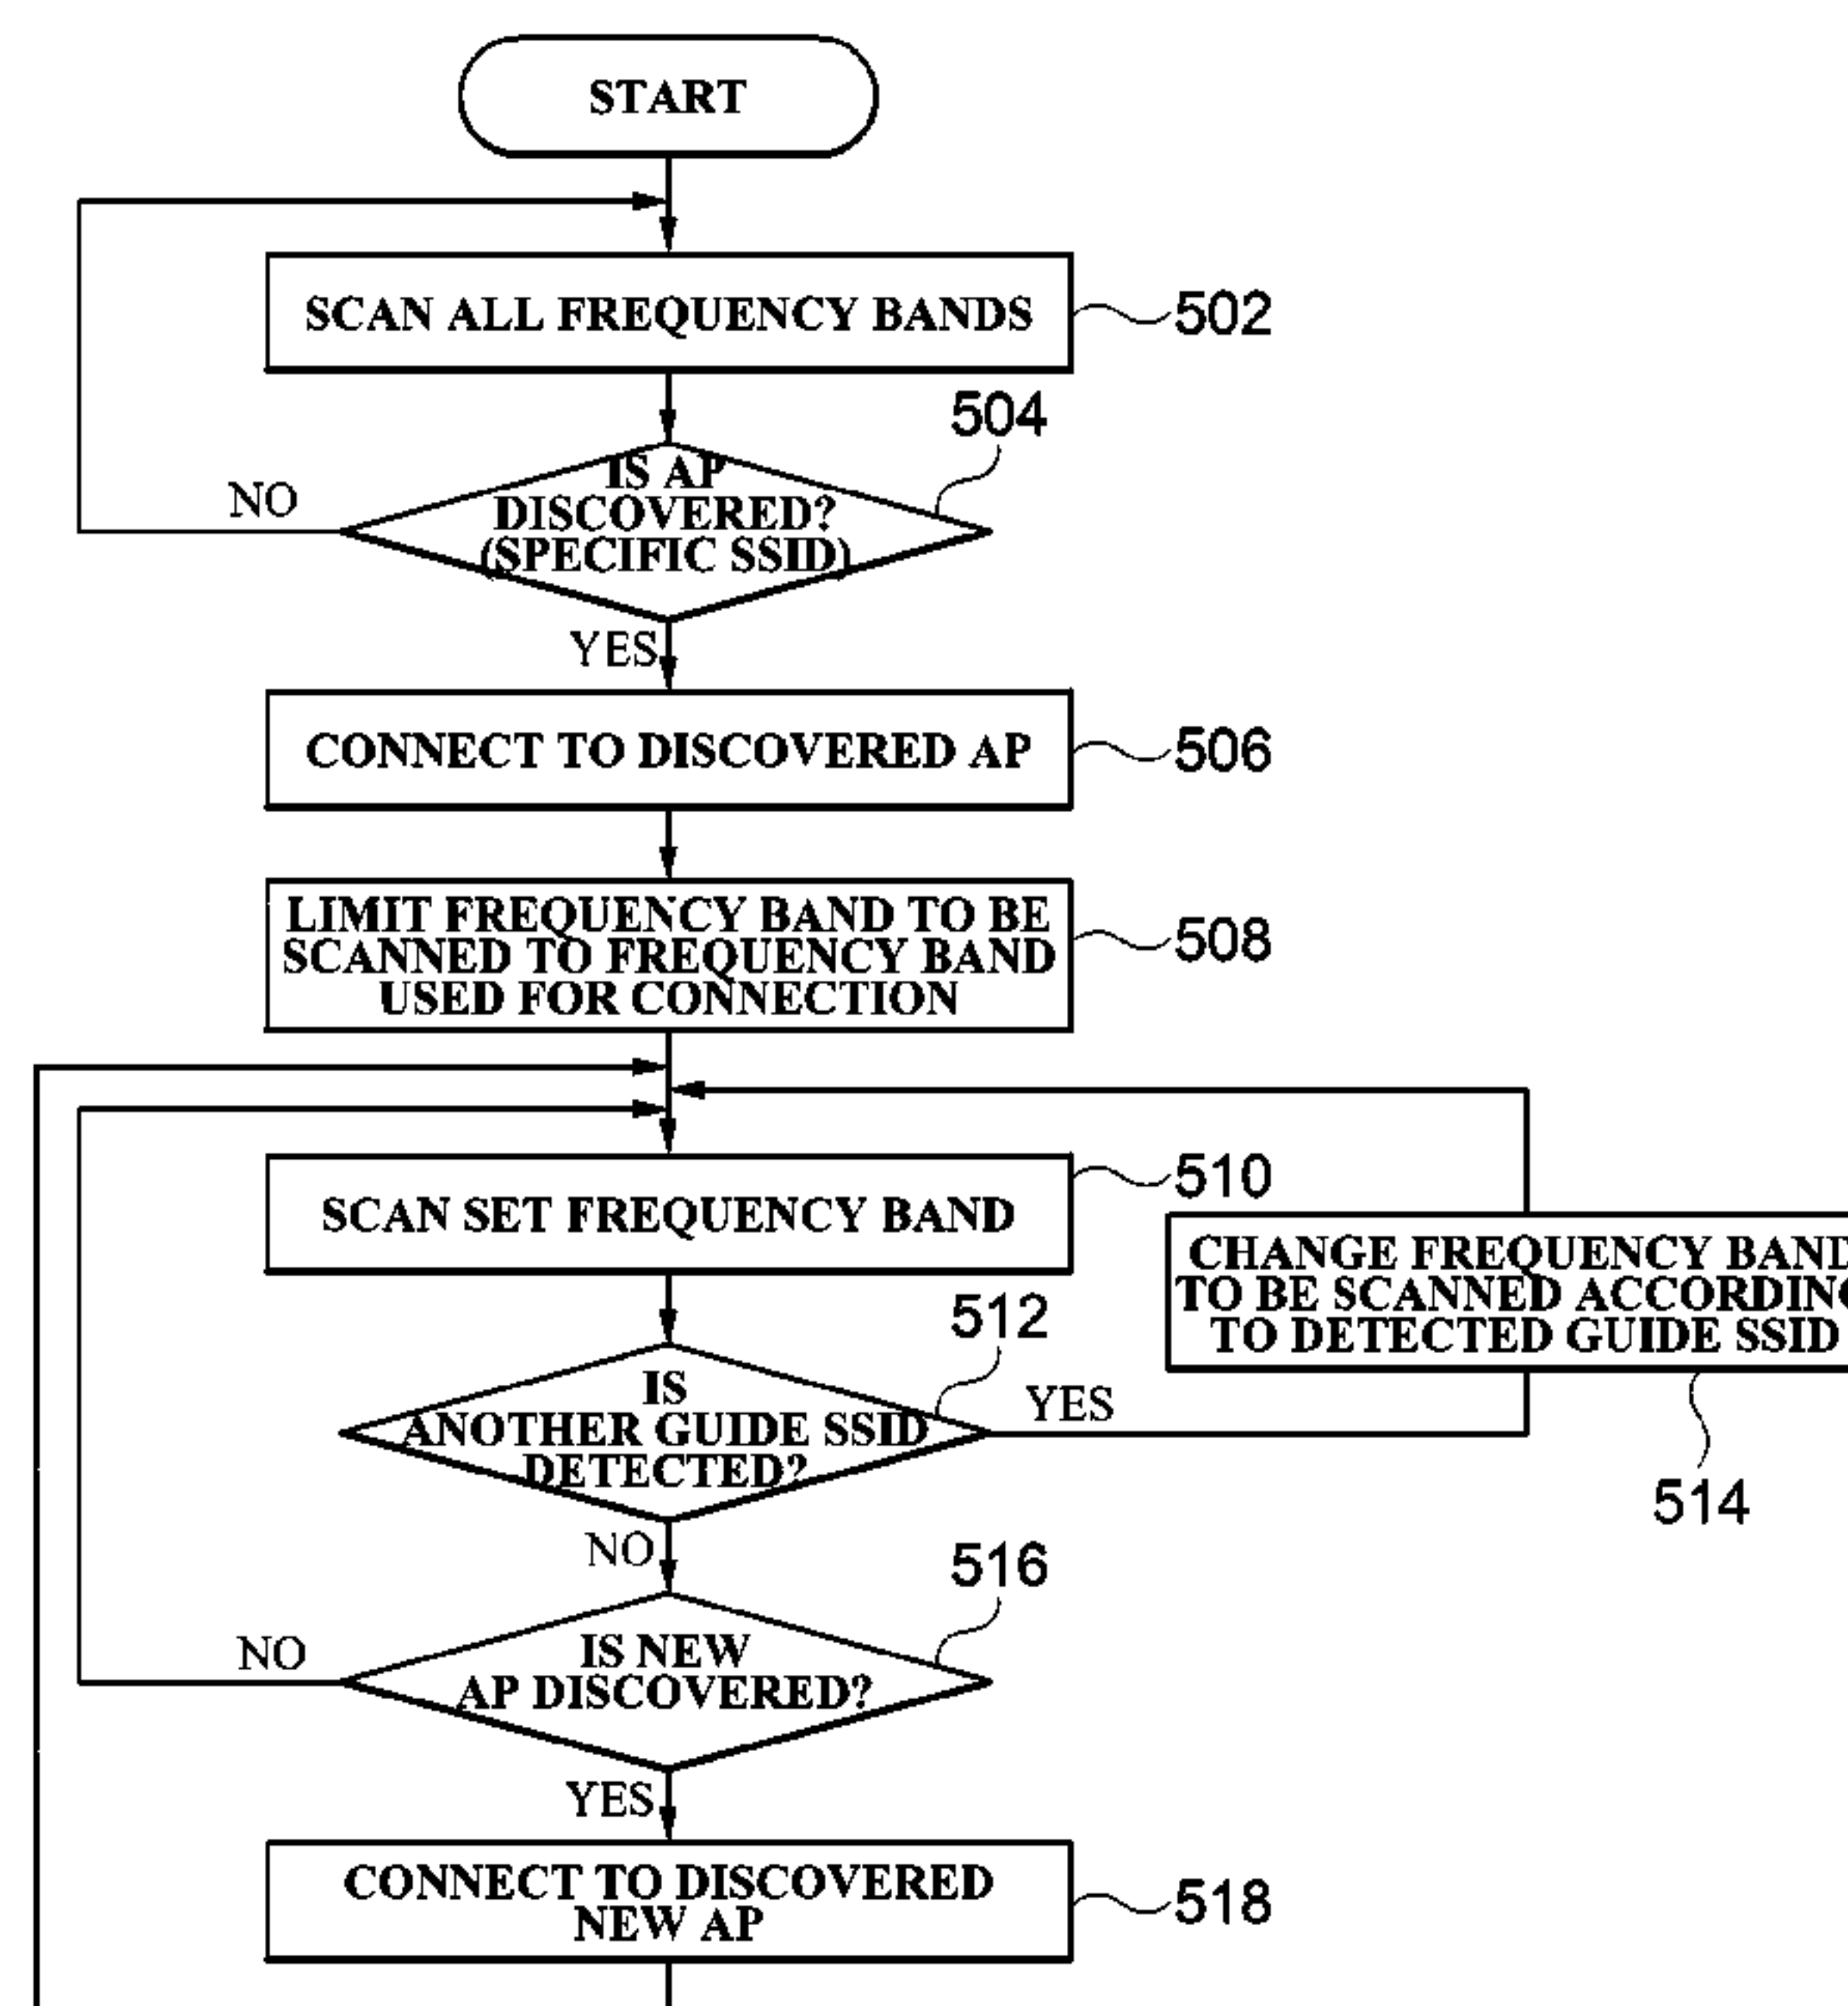 START
SCAN ALL FREQUENCY BANDS
502
504
IS AP
DISCOVERED?
(SPECIFIC SSID)
NO
YES
CONNECT TO DISCOVERED AP
506
LIMIT FREQUENCY BAND TO BE
SCANNED TO FREQUENCY BAND
USED FOR CONNECTION
508
SCAN SET FREQUENCY BAND
510
CHANGE FREQUENCY BAND
TO BE SCANNED ACCORDING
TO DETECTED GUIDE SSID
514
512
IS
ANOTHER GUIDE SSID
DETECTED?
YES
NO
516
IS NEW
AP DISCOVERED?
NO
YES
CONNECT TO DISCOVERED
NEW AP
518